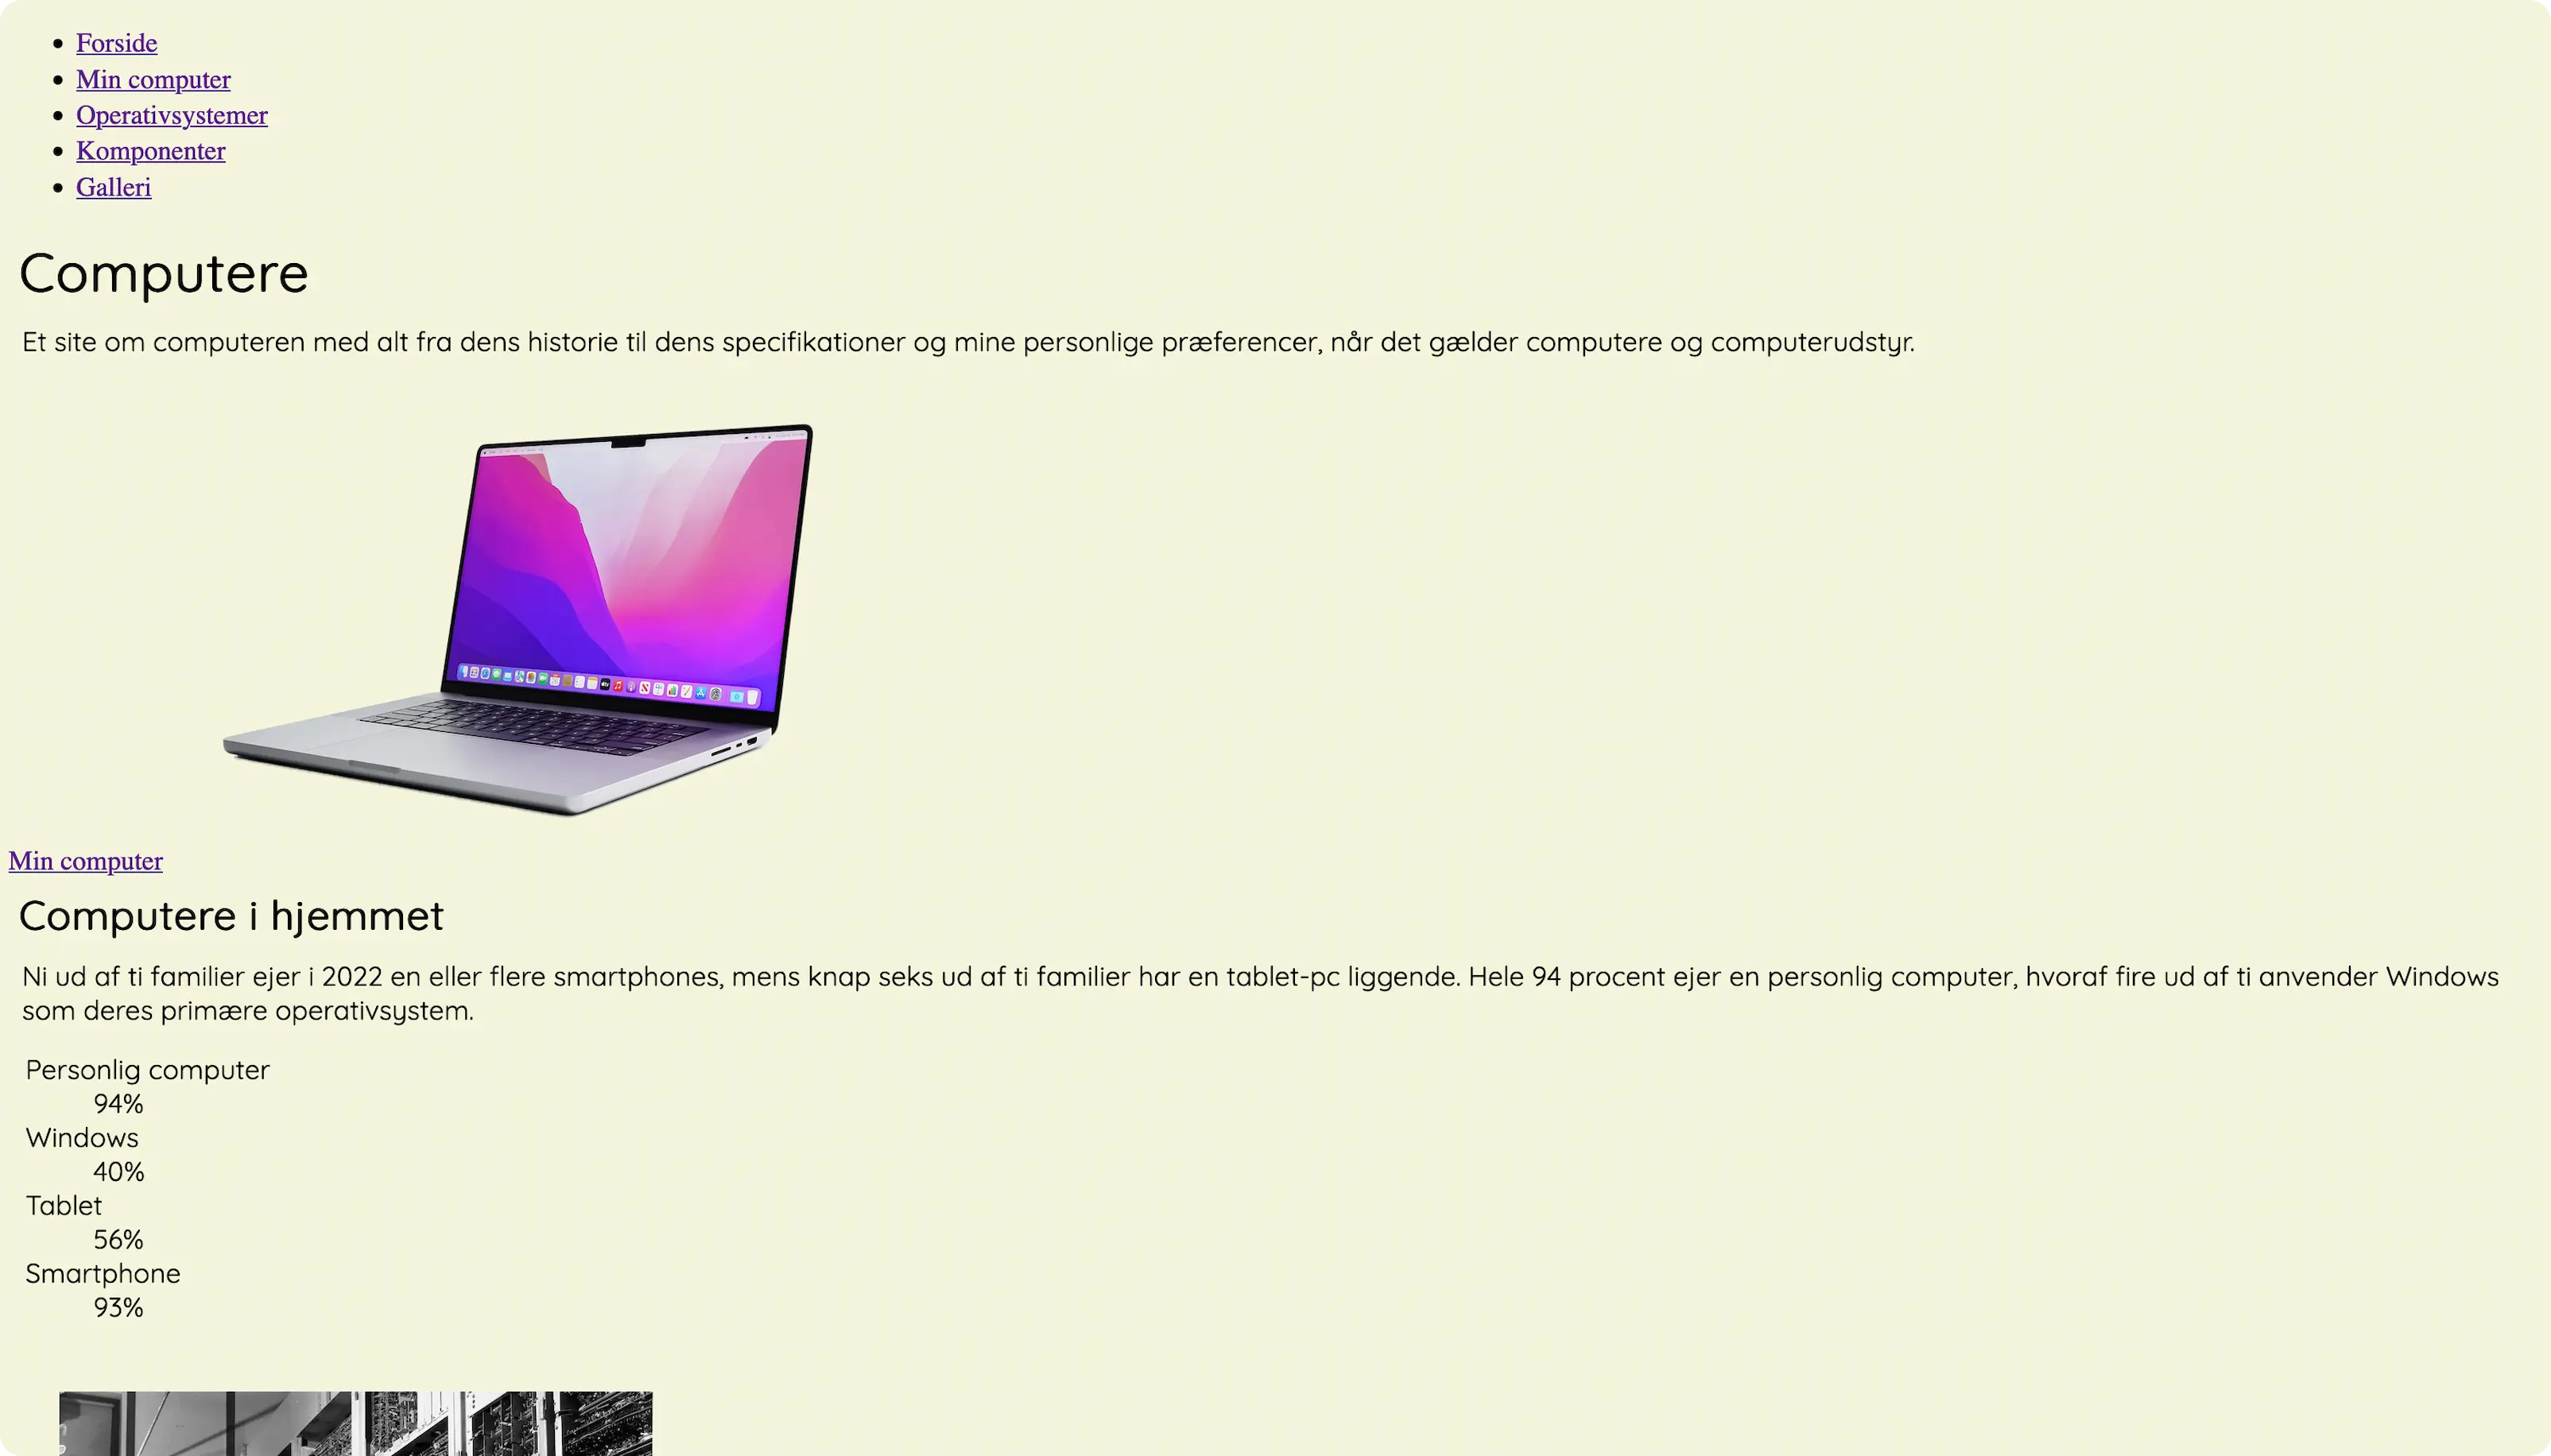 Forside
Min computer
Operativsystemer
Komponenter
Galleri
Computere
Et site om computeren med alt fra dens historie til dens specifikationer og mine personlige præferencer, når det gælder computere og computerudstyr.
Min computer
Computere i hjemmet
Ni ud af ti familier ejer i 2022 en eller flere smartphones, mens knap seks ud af ti familier har en tablet-pc liggende. Hele 94 procent ejer en personlig computer, hvoraf fire ud af ti anvender Windows
som deres primære operativsystem.
Personlig computer
94%
Windows
40%
Tablet
56%
Smartphone
93%